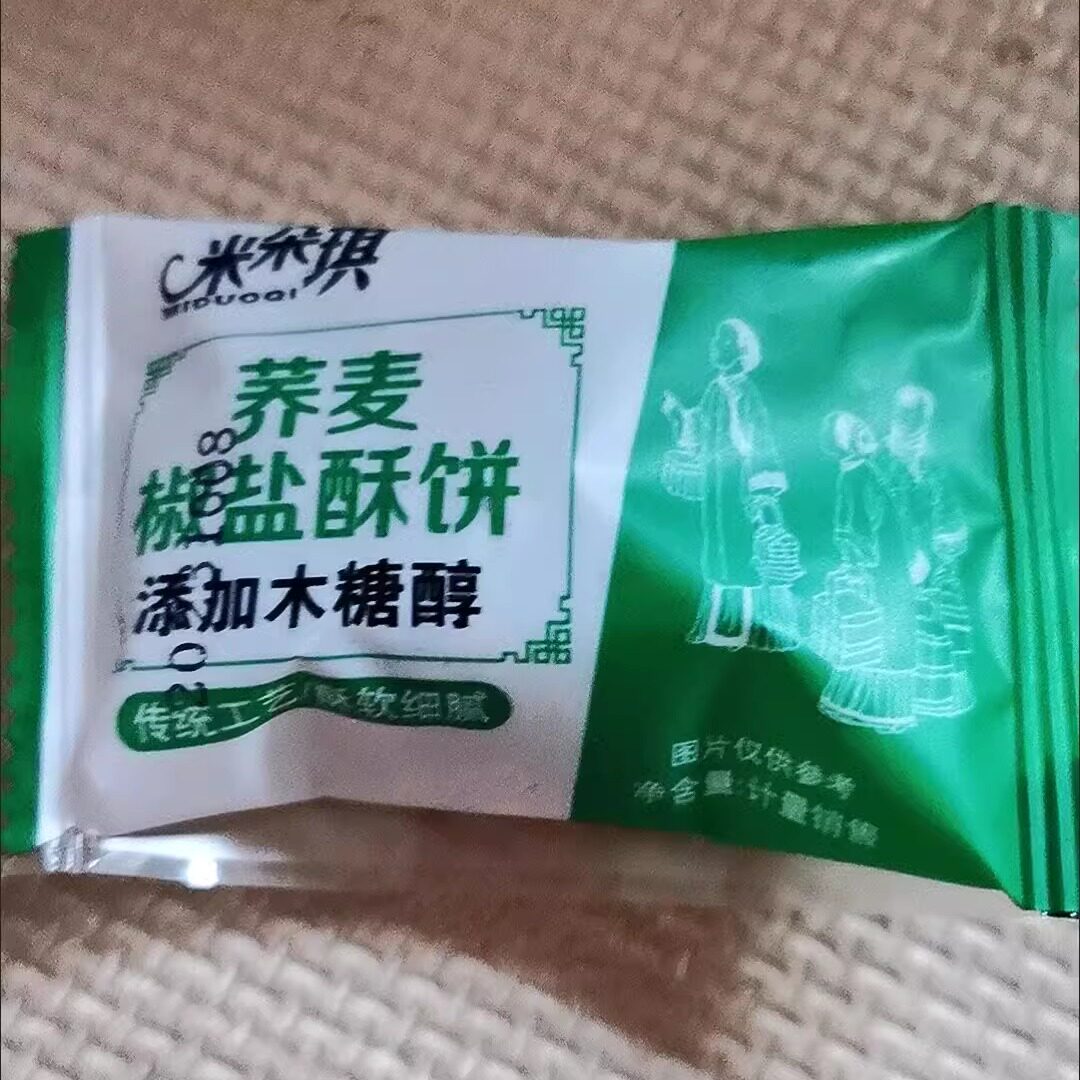 米朵琪
MIDUOQI
荞麦
椒盐酥饼
添加木糖醇
传统工艺 酥软细腻
图片仅供参考
净含量:计量销售